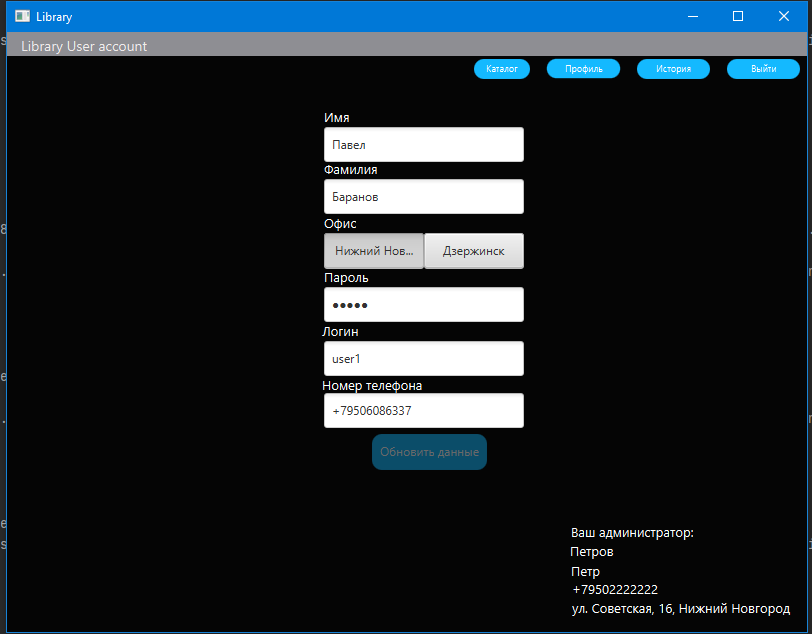 Library
Library User account
Каталог Профиль История Выйти
Имя
Павел
Фамилия
Баранов
Офис
Нижний Нов... Дзержинск
Пароль
●●●●●
Логин
user1
Номер телефона
+79506086337
Обновить данные
Ваш администратор:
Петров
Петр
+79502222222
ул. Советская, 16, Нижний Новгород